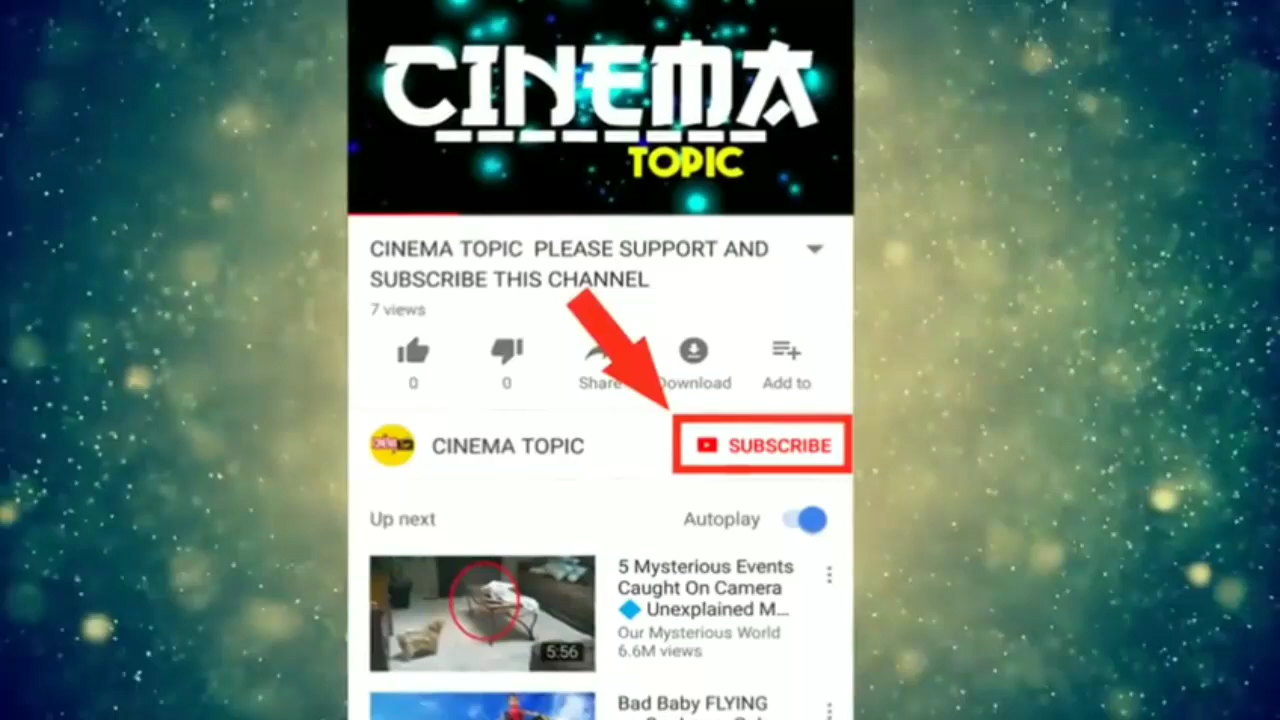 CINEMA
TOPIC
CINEMA TOPIC PLEASE SUPPORT AND
SUBSCRIBE THIS CHANNEL
7 views
0
0
Share
Download
Add to
CINEMA TOPIC
SUBSCRIBE
Up next
Autoplay
5 Mysterious Events
Caught On Camera
Unexplained M...
Our Mysterious World
6.6M views
5:56
Bad Baby FLYING